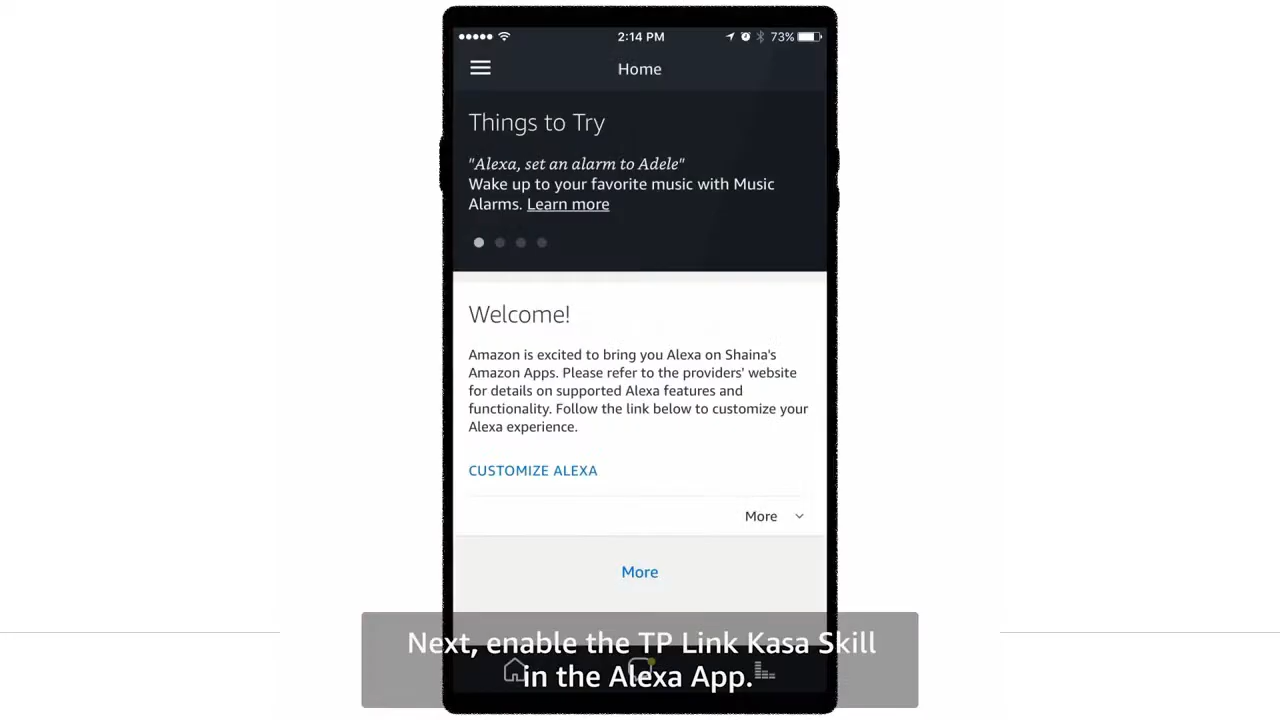 2:14 PM
73%
Home
Things to Try
"Alexa, set an alarm to Adele"
Wake up to your favorite music with Music
Alarms. Learn more
Welcome!
Amazon is excited to bring you Alexa on Shaina's
Amazon Apps. Please refer to the providers' website
for details on supported Alexa features and
functionality. Follow the link below to customize your
Alexa experience.
CUSTOMIZE ALEXA
More
More
Next, enable the TP Link Kasa Skill
in the Alexa App.